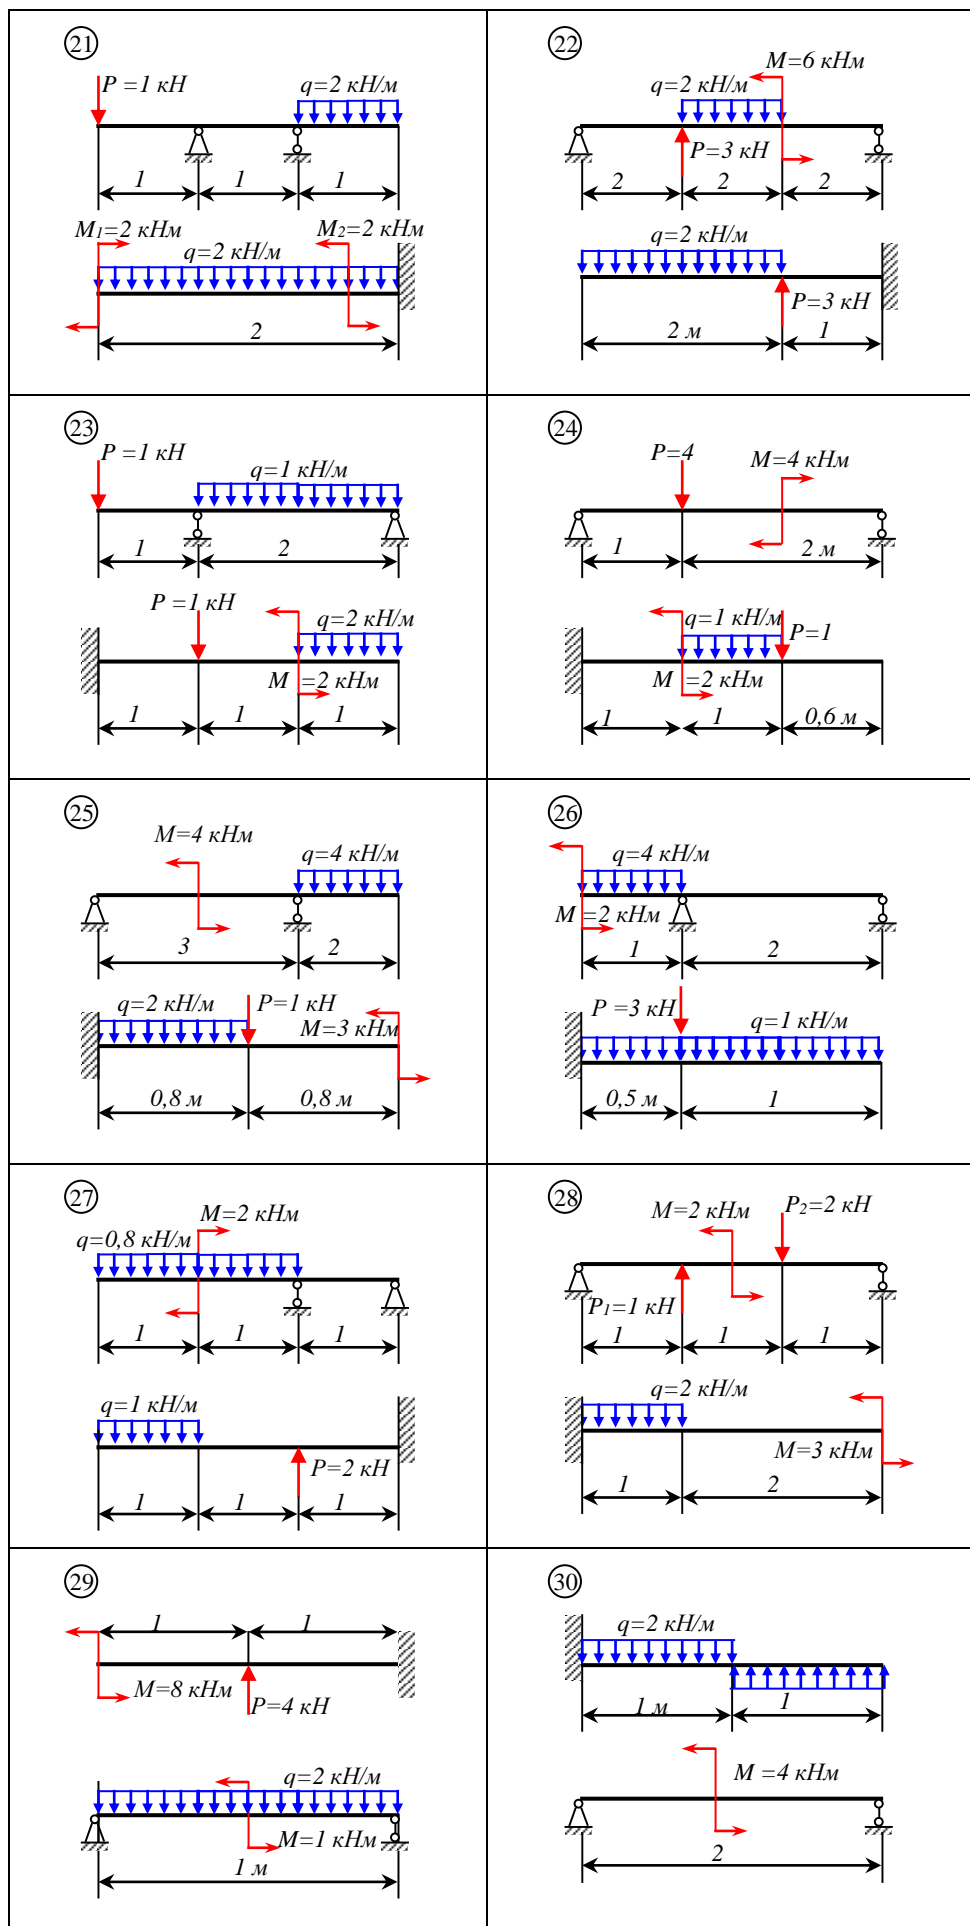 21
P =1 кН
q=2 кН/м
1 1 1
M1=2 кНм M2=2 кНм
q=2 кН/м
2
22
M=6 кНм
q=2 кН/м
P=3 кН
2 2 2
q=2 кН/м
P=3 кН
2 м 1
23
P =1 кН
q=1 кН/м
1 2
P =1 кН
q=2 кН/м
M =2 кНм
1 1 1
24
P=4
M=4 кНм
1 2 м
q=1 кН/м
P=1
M =2 кНм
1 1 0,6 м
25
M=4 кНм
q=4 кН/м
3 2
q=2 кН/м P=1 кН
M=3 кНм
0,8 м 0,8 м
26
q=4 кН/м
M =2 кНм
1 2
P =3 кН
q=1 кН/м
0,5 м 1
27
M=2 кНм
q=0,8 кН/м
1 1 1
q=1 кН/м
P=2 кН
1 1 1
28
P2=2 кН
M=2 кНм
P1=1 кН
1 1 1
q=2 кН/м
M=3 кНм
1 2
29
1 1
M=8 кНм
P=4 кН
q=2 кН/м
M=1 кНм
1 м
30
q=2 кН/м
1 м 1
M =4 кНм
2